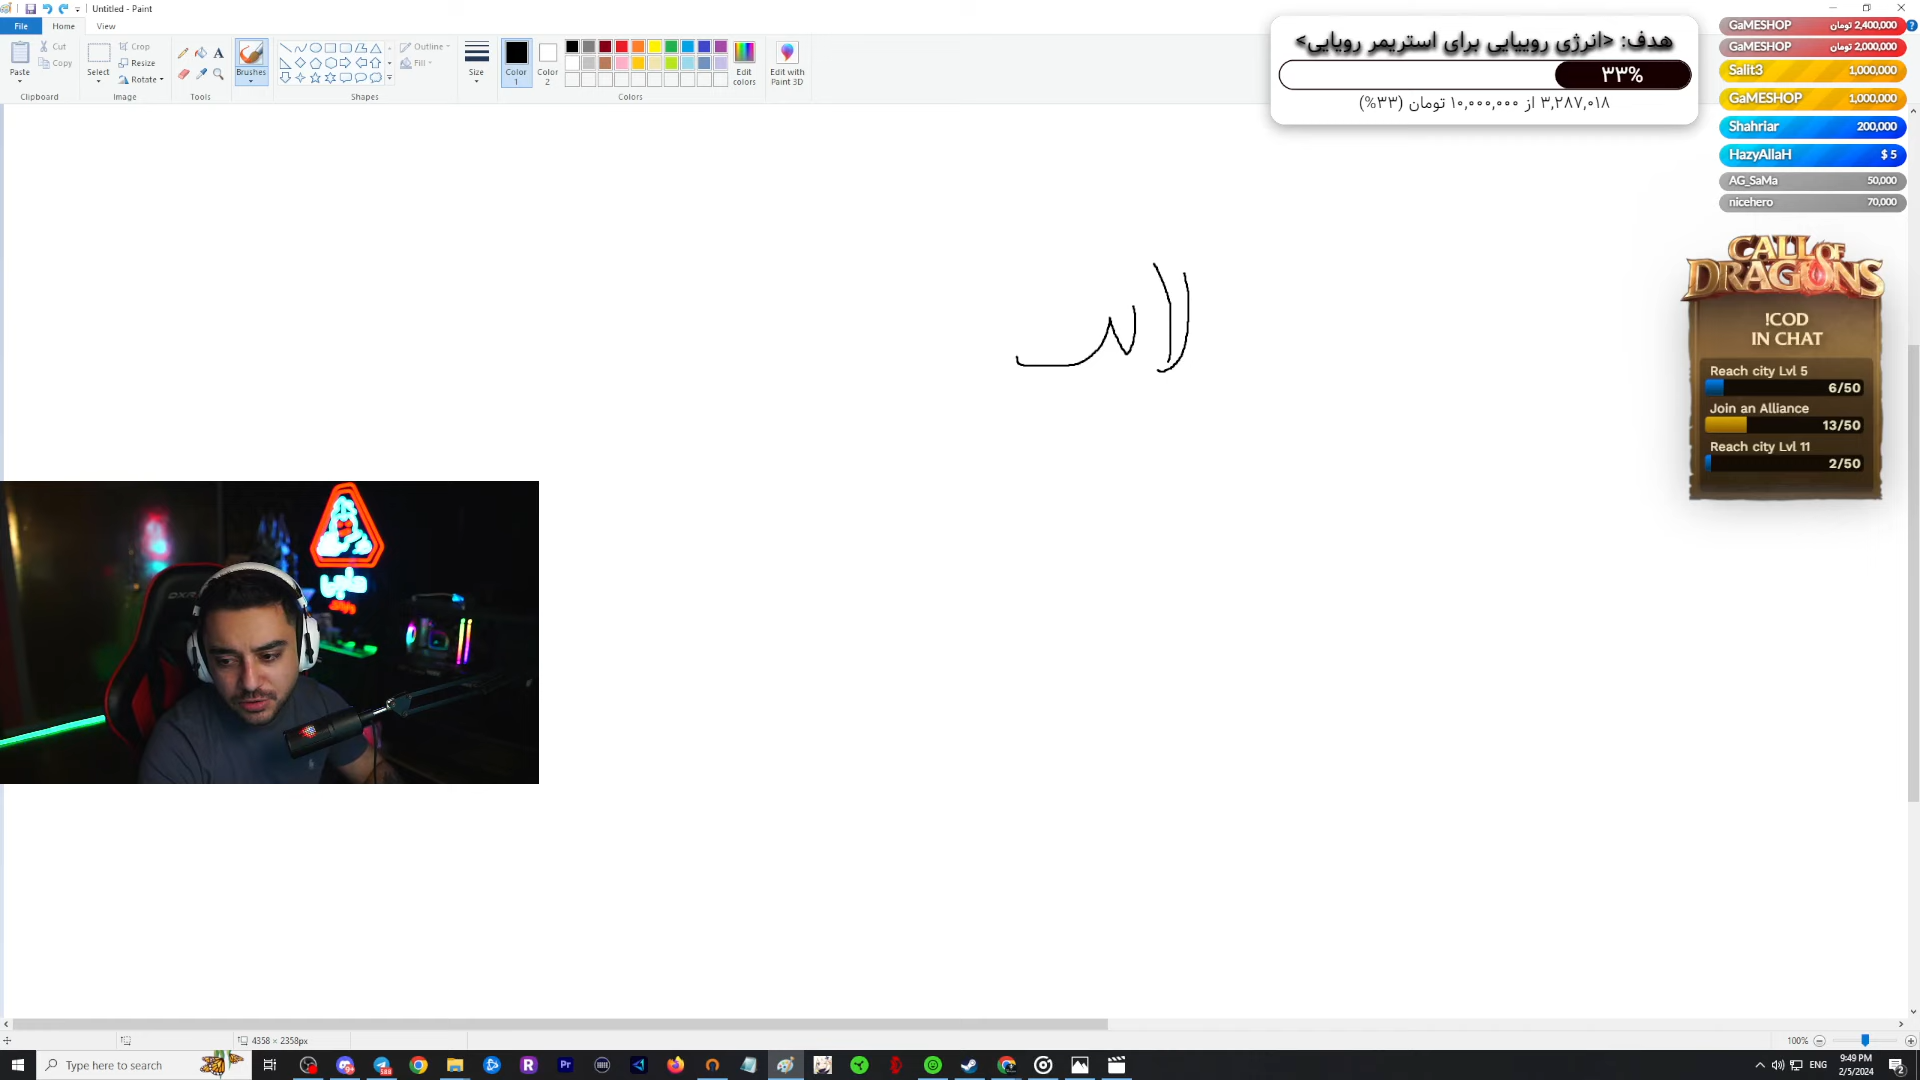 Untitled - Paint
File
Home
View
Paste
Cut
Copy
Clipboard
Select
Crop
Resize
Rotate
Image
Tools
Brushes
Outline
Fill
Shapes
Size
Color 1
Color 2
Edit colors
Colors
Edit with Paint 3D
هدف: <انرژی روییایی برای استریمر رویایی>
۳۳%
۳,۲۸۷,۰۱۸ از ۱۰,۰۰۰,۰۰۰ تومان (۳۳%)
GaMESHOP 2,400,000 تومان
GaMESHOP 2,000,000 تومان
Salit3 1,000,000
GaMESHOP 1,000,000
Shahriar 200,000
HazyAllaH $ 5
AG_SaMa 50,000
nicehero 70,000
CALL OF DRAGONS
!COD
IN CHAT
Reach city Lvl 5
6/50
Join an Alliance
13/50
Reach city Lvl 11
2/50
4358 × 2358px
100%
Type here to search
ENG
9:49 PM
2/5/2024